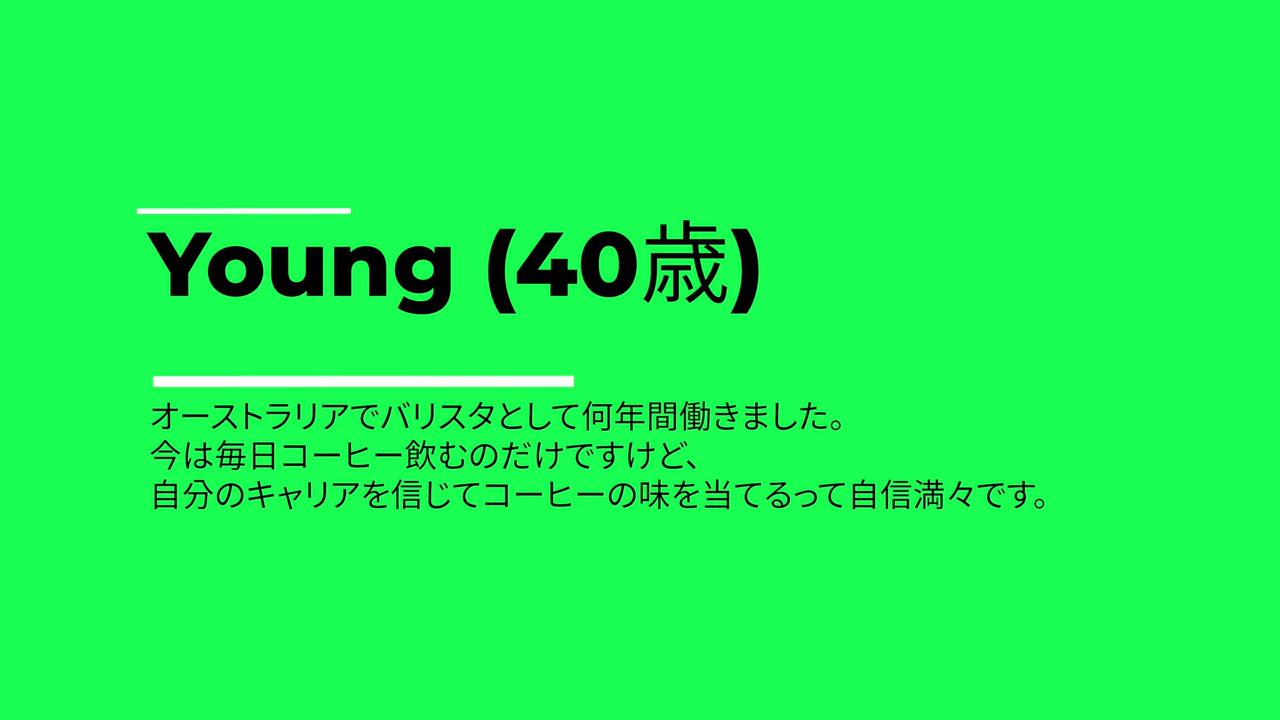 Young (40歳)
オーストラリアでバリスタとして何年間働きました。
今は毎日コーヒー飲むのだけですけど、
自分のキャリアを信じてコーヒーの味を当てるって自信満々です。